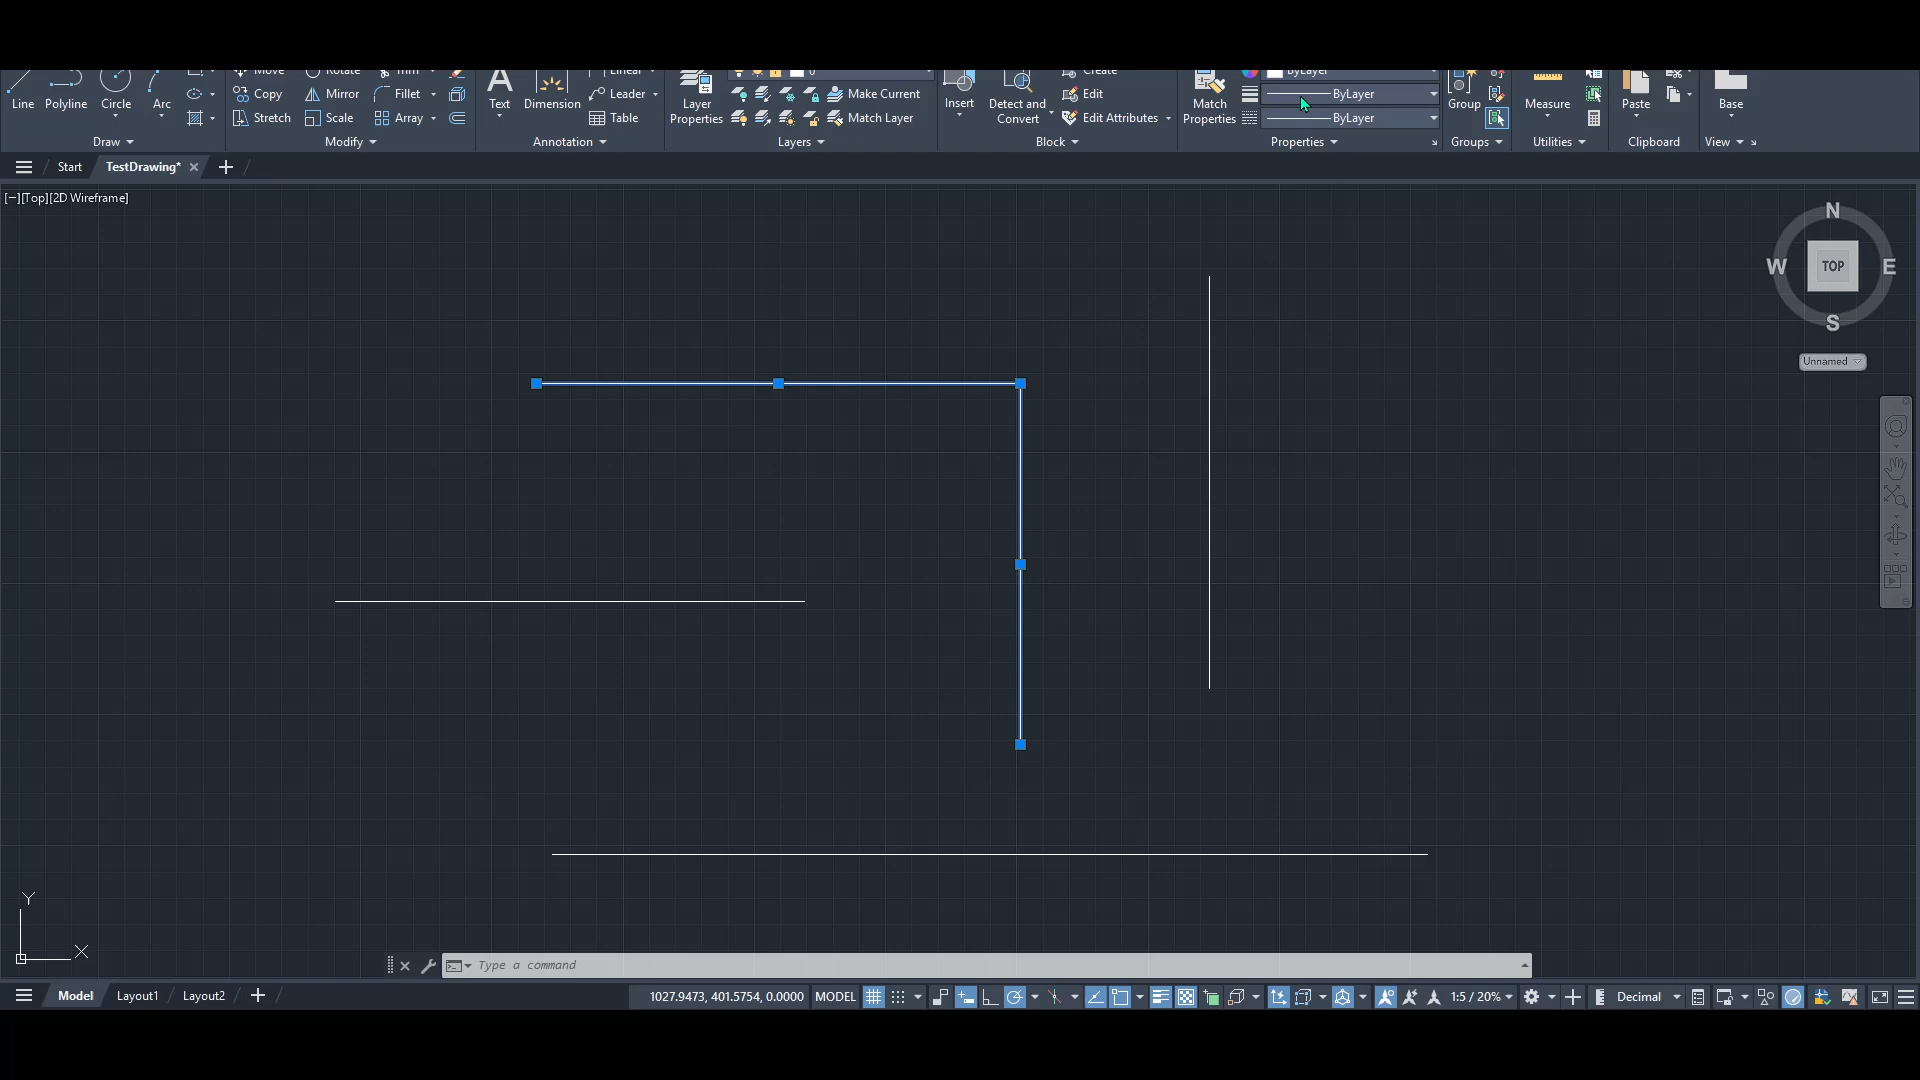 Move Rotate Trim Linear 0 Create ByLayer
Line Polyline Circle Arc Copy Mirror Fillet Text Dimension Leader Layer Properties Make Current Insert Detect and Convert Edit Match Properties ByLayer Group Measure Paste Base
Stretch Scale Array Table Match Layer Edit Attributes ByLayer
Draw Modify Annotation Layers Block Properties Groups Utilities Clipboard View
Start TestDrawing*
[−][Top][2D Wireframe]
N
W TOP E
S
Unnamed
Y
X
Type a command
Model Layout1 Layout2 1027.9473, 401.5754, 0.0000 MODEL 1:5 / 20% Decimal